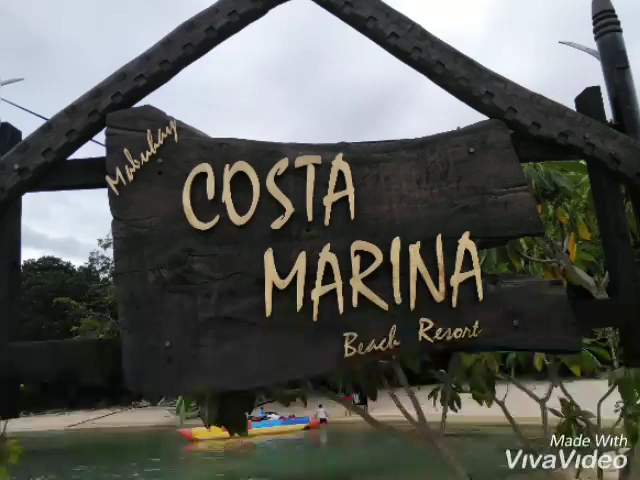 Mabuhay
COSTA
MARINA
Beach Resort
Made With
VivaVideo